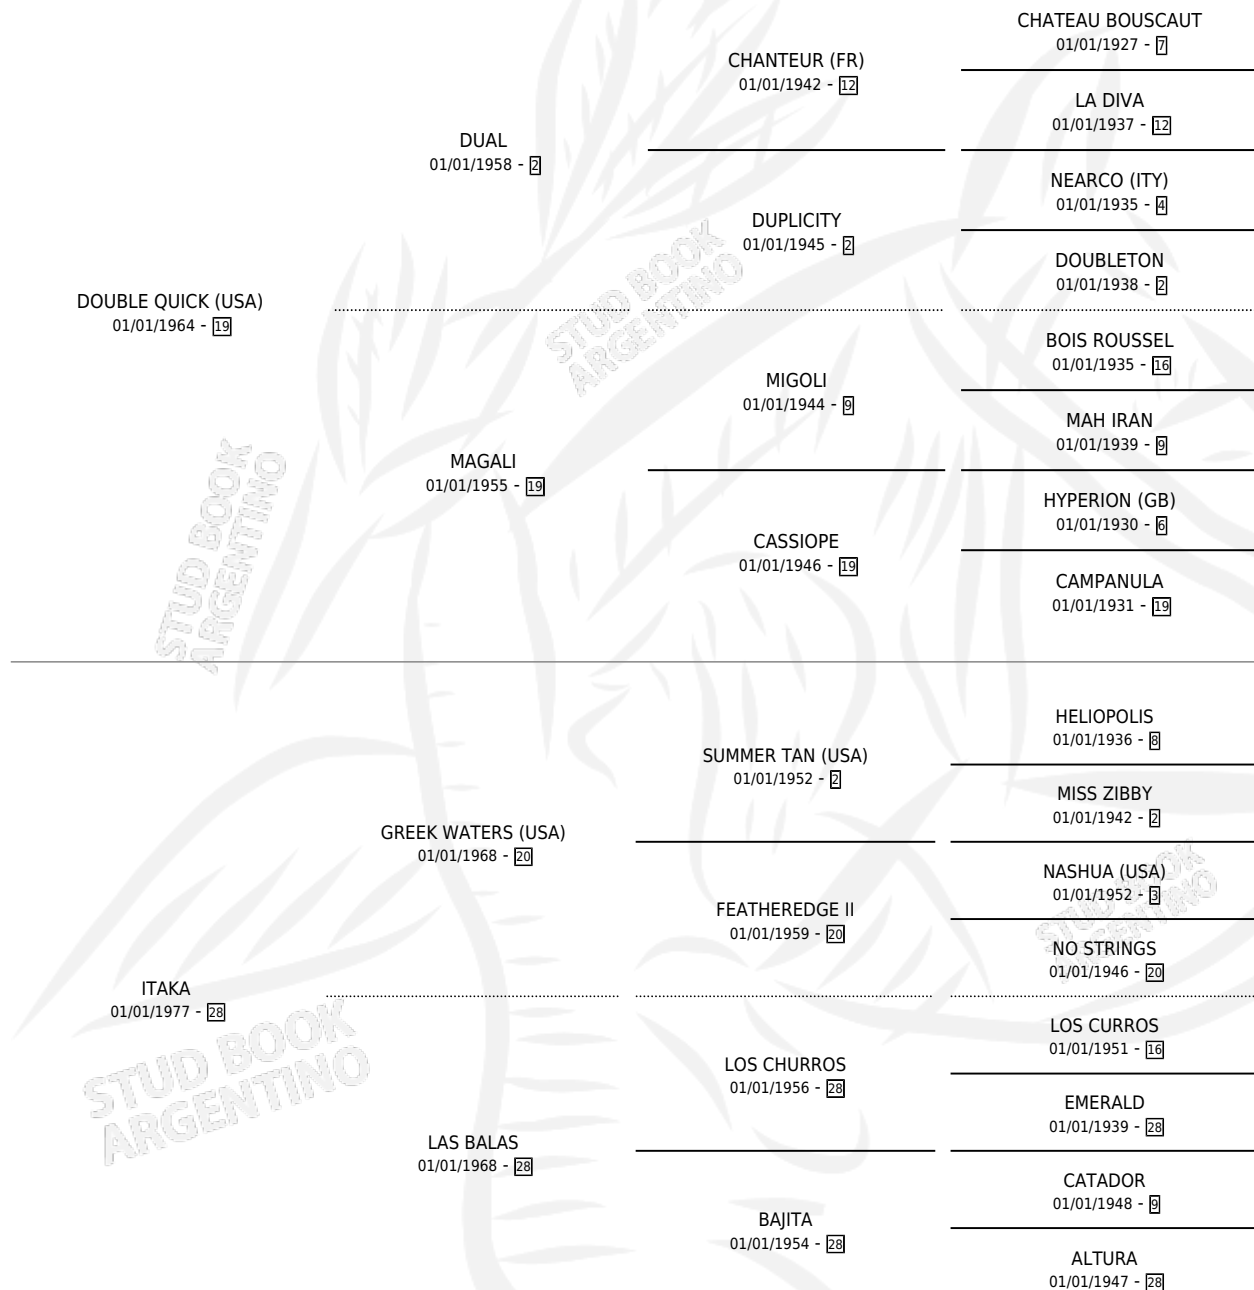 CHATEAU BOUSCAUT
01/01/1927 - 7
CHANTEUR (FR)
01/01/1942 - 12
LA DIVA
01/01/1937 - 12
DUAL
01/01/1958 - 2
NEARCO (ITY)
01/01/1935 - 4
DUPLICITY
01/01/1945 - 2
DOUBLETON
01/01/1938 - 2
DOUBLE QUICK (USA)
01/01/1964 - 19
BOIS ROUSSEL
01/01/1935 - 16
MIGOLI
01/01/1944 - 9
MAH IRAN
01/01/1939 - 9
MAGALI
01/01/1955 - 19
HYPERION (GB)
01/01/1930 - 6
CASSIOPE
01/01/1946 - 19
CAMPANULA
01/01/1931 - 19
HELIOPOLIS
01/01/1936 - 8
SUMMER TAN (USA)
01/01/1952 - 2
MISS ZIBBY
01/01/1942 - 2
GREEK WATERS (USA)
01/01/1968 - 20
NASHUA (USA)
01/01/1952 - 3
FEATHEREDGE II
01/01/1959 - 20
NO STRINGS
01/01/1946 - 20
ITAKA
01/01/1977 - 28
LOS CURROS
01/01/1951 - 16
LOS CHURROS
01/01/1956 - 28
EMERALD
01/01/1939 - 28
LAS BALAS
01/01/1968 - 28
CATADOR
01/01/1948 - 9
BAJITA
01/01/1954 - 28
ALTURA
01/01/1947 - 28
STUD BOOK
ARGENTINO
STUD BOOK
ARGENTINO
STUD BOOK
ARGENTINO
STUD BOOK
ARGENTINO